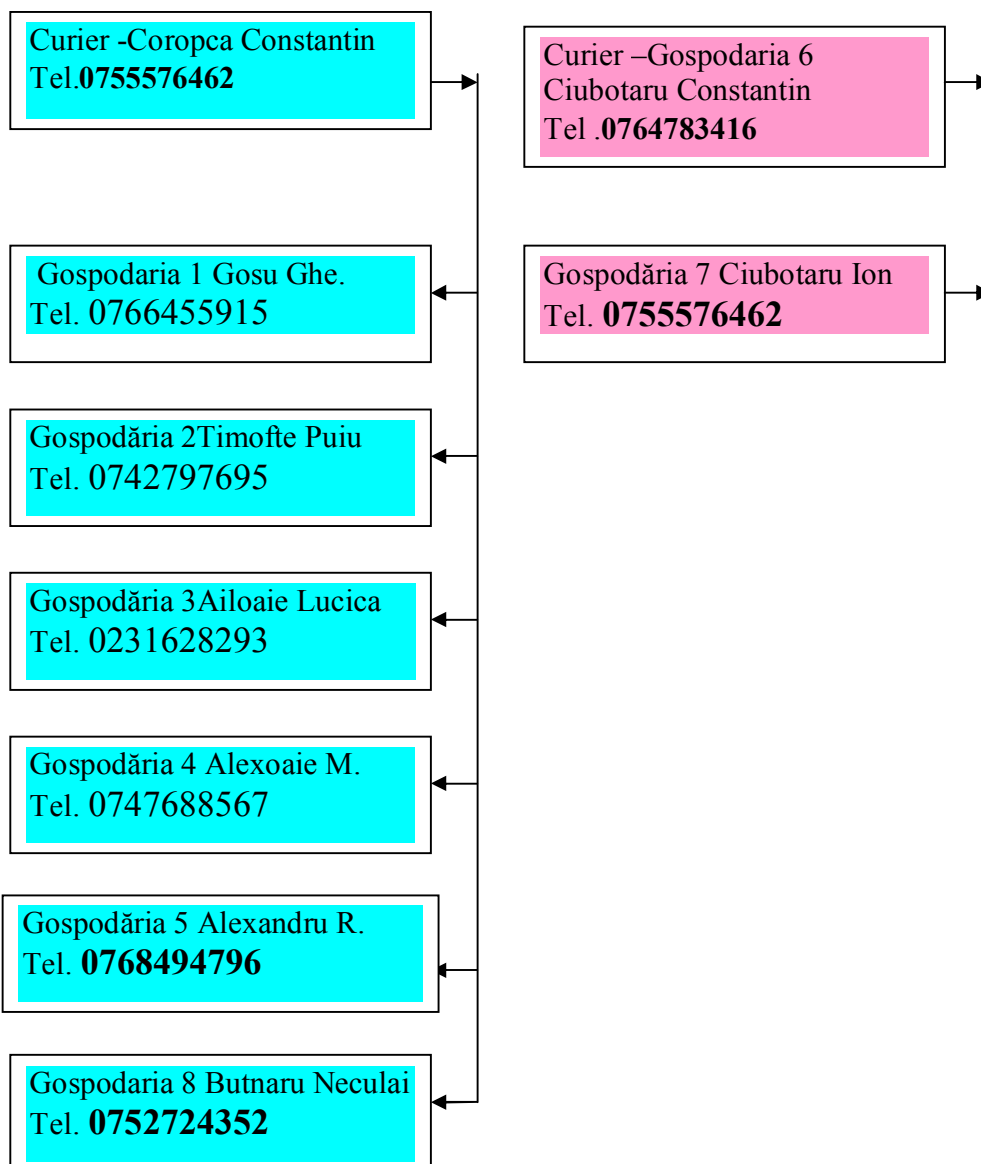 Curier -Coropca Constantin
Tel.0755576462
Gospodaria 1 Gosu Ghe.
Tel. 0766455915
Gospodăria 2Timofte Puiu
Tel. 0742797695
Gospodăria 3Ailoaie Lucica
Tel. 0231628293
Gospodăria 4 Alexoaie M.
Tel. 0747688567
Gospodăria 5 Alexandru R.
Tel. 0768494796
Gospodaria 8 Butnaru Neculai
Tel. 0752724352
Curier –Gospodaria 6
Ciubotaru Constantin
Tel .0764783416
Gospodăria 7 Ciubotaru Ion
Tel. 0755576462